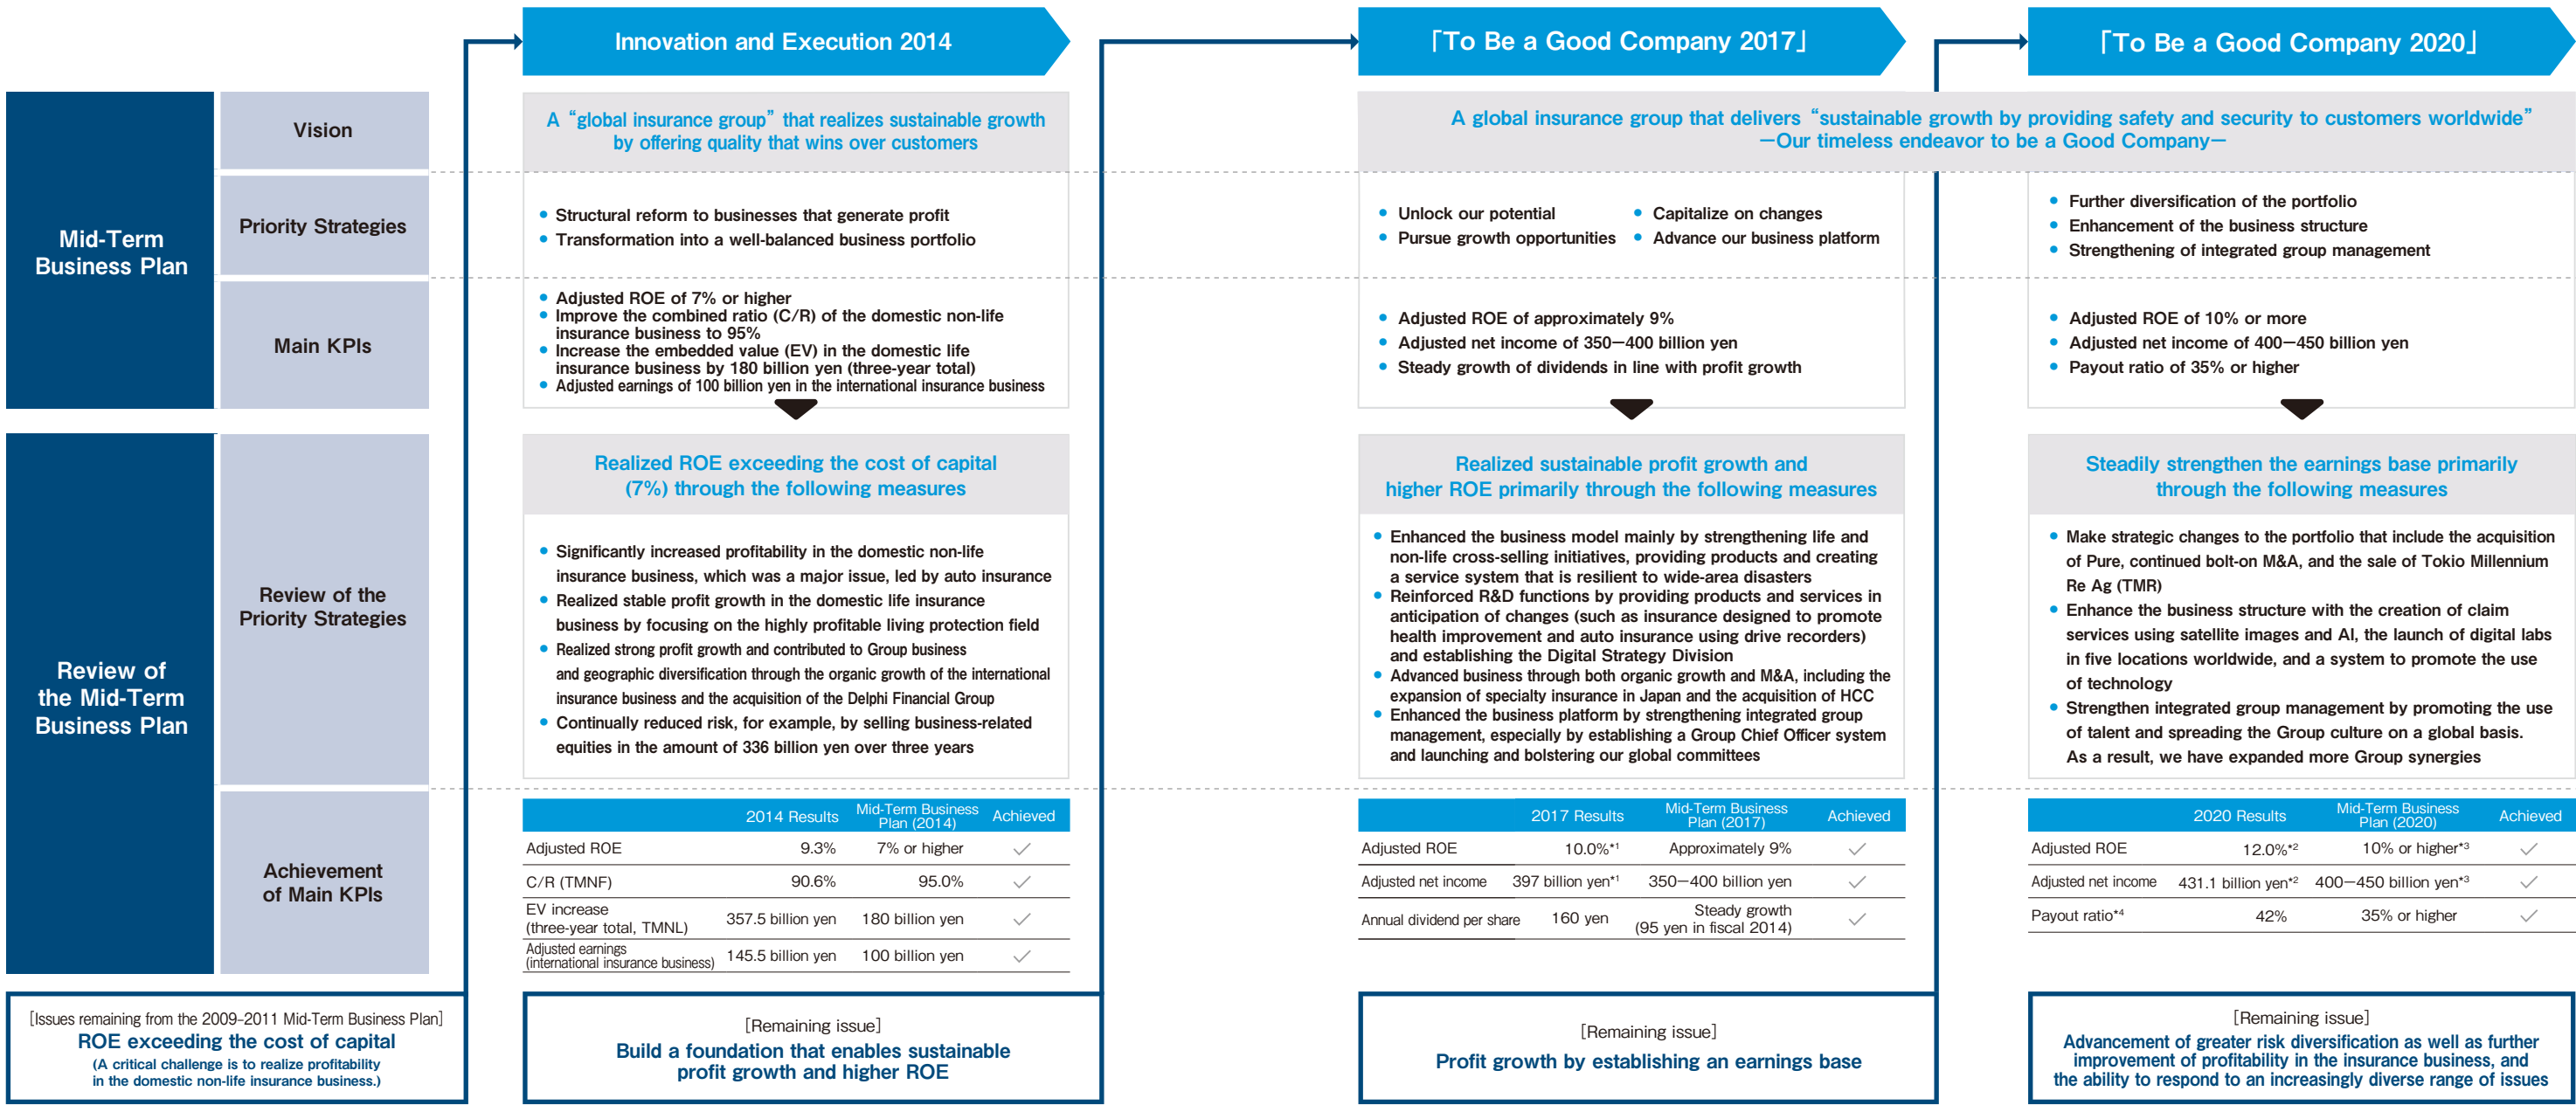 Innovation and Execution 2014
「To Be a Good Company 2017」
「To Be a Good Company 2020」
Mid-Term
Business Plan
Vision
A “global insurance group” that realizes sustainable growth
by offering quality that wins over customers
A global insurance group that delivers “sustainable growth by providing safety and security to customers worldwide”
—Our timeless endeavor to be a Good Company—
Priority Strategies
• Structural reform to businesses that generate profit
• Transformation into a well-balanced business portfolio
• Unlock our potential
• Pursue growth opportunities
• Capitalize on changes
• Advance our business platform
• Further diversification of the portfolio
• Enhancement of the business structure
• Strengthening of integrated group management
Main KPIs
• Adjusted ROE of 7% or higher
• Improve the combined ratio (C/R) of the domestic non-life
insurance business to 95%
• Increase the embedded value (EV) in the domestic life
insurance business by 180 billion yen (three-year total)
• Adjusted earnings of 100 billion yen in the international insurance business
• Adjusted ROE of approximately 9%
• Adjusted net income of 350—400 billion yen
• Steady growth of dividends in line with profit growth
• Adjusted ROE of 10% or more
• Adjusted net income of 400—450 billion yen
• Payout ratio of 35% or higher
Review of
the Mid-Term
Business Plan
Review of the
Priority Strategies
Realized ROE exceeding the cost of capital
(7%) through the following measures
• Significantly increased profitability in the domestic non-life
insurance business, which was a major issue, led by auto insurance
• Realized stable profit growth in the domestic life insurance
business by focusing on the highly profitable living protection field
• Realized strong profit growth and contributed to Group business
and geographic diversification through the organic growth of the international
insurance business and the acquisition of the Delphi Financial Group
• Continually reduced risk, for example, by selling business-related
equities in the amount of 336 billion yen over three years
Realized sustainable profit growth and
higher ROE primarily through the following measures
• Enhanced the business model mainly by strengthening life and
non-life cross-selling initiatives, providing products and creating
a service system that is resilient to wide-area disasters
• Reinforced R&D functions by providing products and services in
anticipation of changes (such as insurance designed to promote
health improvement and auto insurance using drive recorders)
and establishing the Digital Strategy Division
• Advanced business through both organic growth and M&A, including the
expansion of specialty insurance in Japan and the acquisition of HCC
• Enhanced the business platform by strengthening integrated group
management, especially by establishing a Group Chief Officer system
and launching and bolstering our global committees
Steadily strengthen the earnings base primarily
through the following measures
• Make strategic changes to the portfolio that include the acquisition
of Pure, continued bolt-on M&A, and the sale of Tokio Millennium
Re Ag (TMR)
• Enhance the business structure with the creation of claim
services using satellite images and AI, the launch of digital labs
in five locations worldwide, and a system to promote the use
of technology
• Strengthen integrated group management by promoting the use
of talent and spreading the Group culture on a global basis.
As a result, we have expanded more Group synergies
Achievement
of Main KPIs
2014 Results Mid-Term Business Plan (2014) Achieved
Adjusted ROE 9.3% 7% or higher ✓
C/R (TMNF) 90.6% 95.0% ✓
EV increase
(three-year total, TMNL) 357.5 billion yen 180 billion yen ✓
Adjusted earnings
(international insurance business) 145.5 billion yen 100 billion yen ✓
2017 Results Mid-Term Business Plan (2017) Achieved
Adjusted ROE 10.0%*1 Approximately 9% ✓
Adjusted net income 397 billion yen*1 350—400 billion yen ✓
Annual dividend per share 160 yen Steady growth (95 yen in fiscal 2014) ✓
2020 Results Mid-Term Business Plan (2020) Achieved
Adjusted ROE 12.0%*2 10% or higher*3 ✓
Adjusted net income 431.1 billion yen*2 400—450 billion yen*3 ✓
Payout ratio*4 42% 35% or higher ✓
[Issues remaining from the 2009-2011 Mid-Term Business Plan]
ROE exceeding the cost of capital
(A critical challenge is to realize profitability
in the domestic non-life insurance business.)
[Remaining issue]
Build a foundation that enables sustainable
profit growth and higher ROE
[Remaining issue]
Profit growth by establishing an earnings base
[Remaining issue]
Advancement of greater risk diversification as well as further
improvement of profitability in the insurance business, and
the ability to respond to an increasingly diverse range of issues